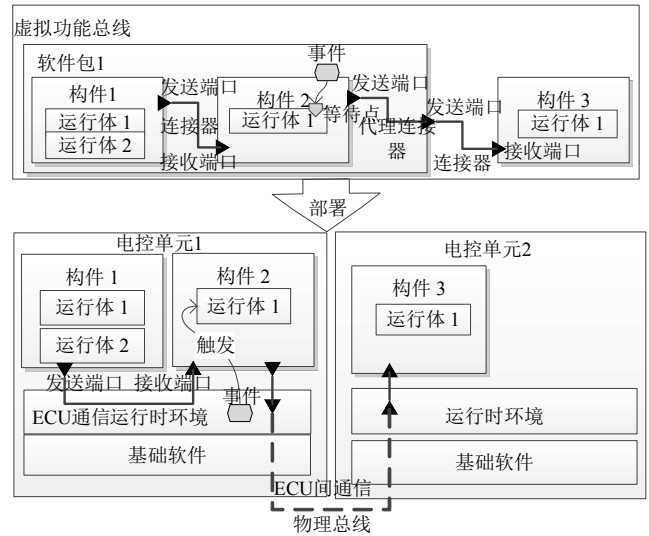 虚拟功能总线
软件包1
事件
构件1
运行体 1
运行体 2
发送端口
连接器
接收端口
构件 2
运行体 1
等待点
发送端口
代理连接
器
发送端口
连接器
接收端口
构件 3
运行体 1
部署
电控单元1
构件 1
运行体 1
运行体 2
构件 2
运行体 1
触发
发送端口
接收端口
事件
ECU通信运行时环境
基础软件
电控单元2
构件 3
运行体 1
运行时环境
基础软件
ECU间通信
物理总线